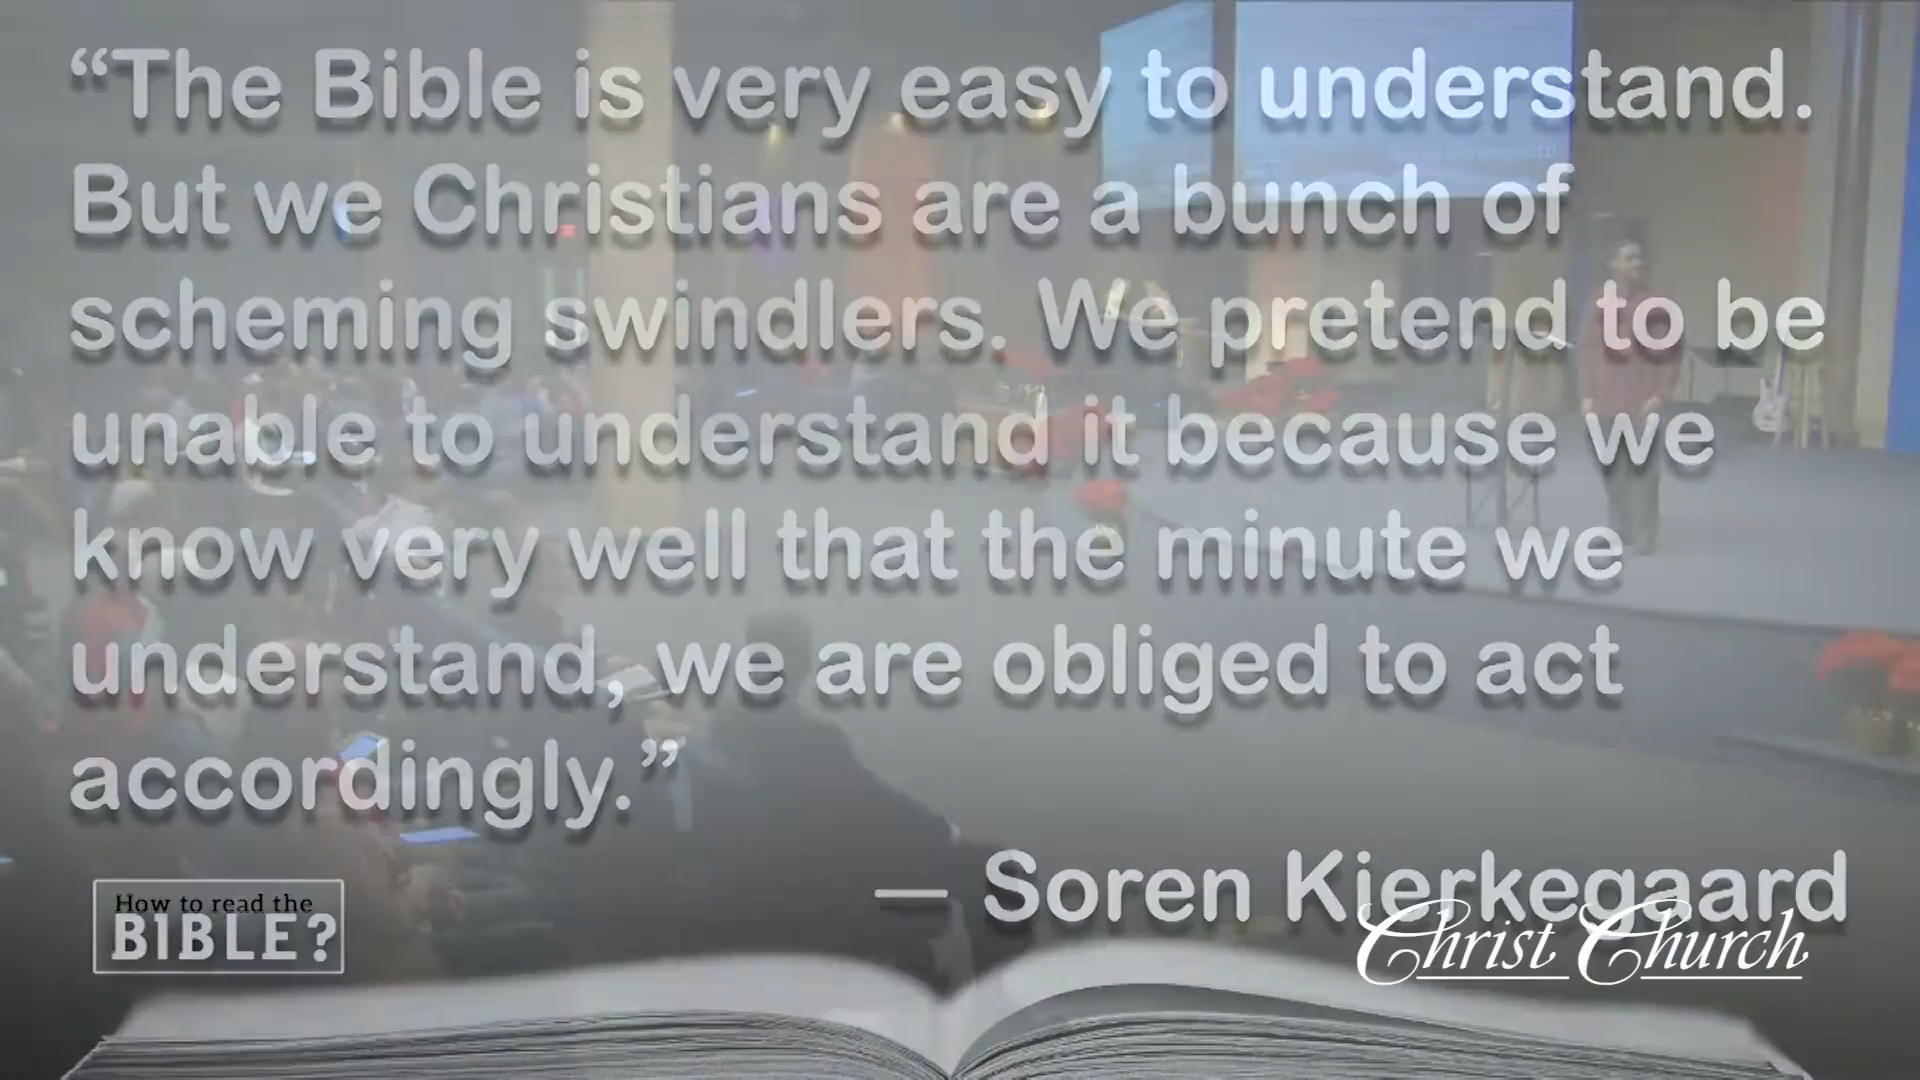 “The Bible is very easy to understand.
But we Christians are a bunch of
scheming swindlers. We pretend to be
unable to understand it because we
know very well that the minute we
understand, we are obliged to act
accordingly.”
— Soren Kierkegaard
How to read the
BIBLE?
Christ Church